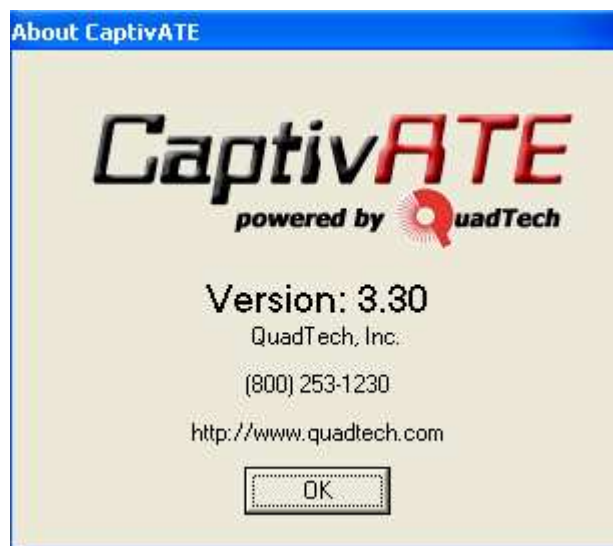 About CaptivATE
CaptivATE
powered by QuadTech
Version: 3.30
QuadTech, Inc.
(800) 253-1230
http://www.quadtech.com
OK